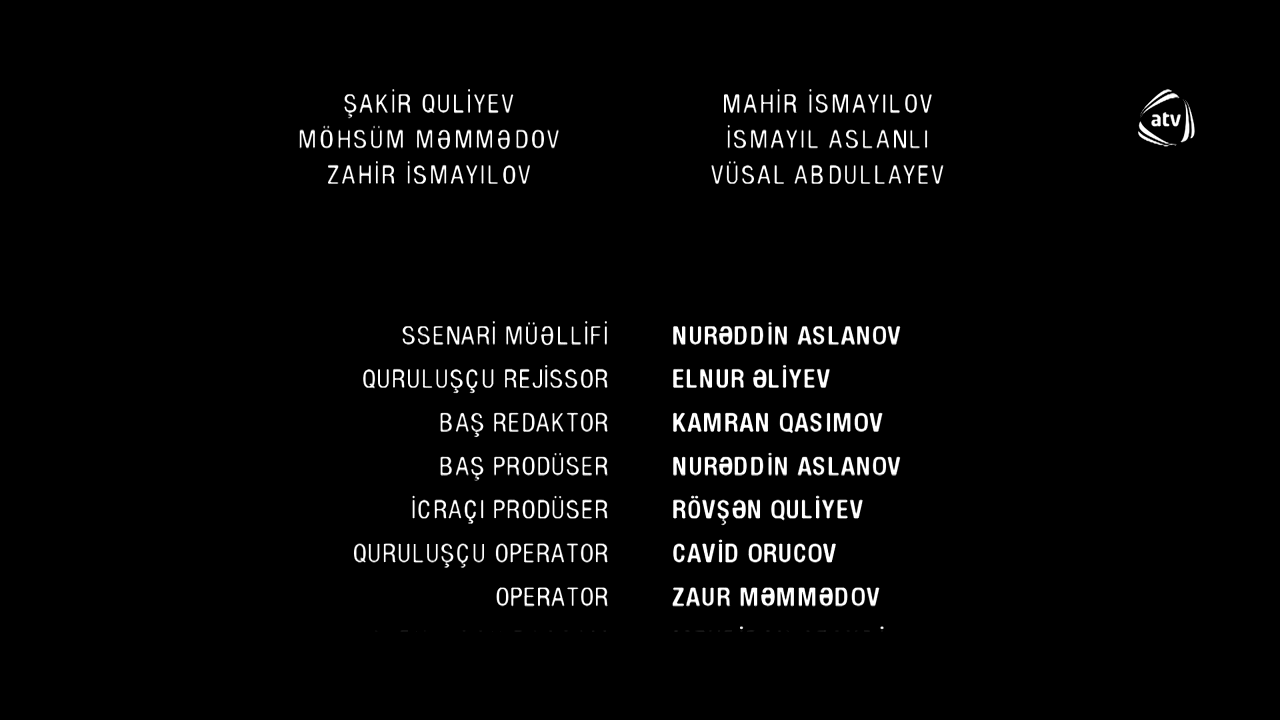 ŞAKİR QULİYEV MAHİR İSMAYILOV
MÖHSÜM MƏMMƏDOV İSMAYIL ASLANLI
ZAHİR İSMAYILOV VÜSAL ABDULLAYEV
atv
SSENARİ MÜƏLLİFİ NURƏDDİN ASLANOV
QURULUŞÇU REJİSSOR ELNUR ƏLİYEV
BAŞ REDAKTOR KAMRAN QASIMOV
BAŞ PRODÜSER NURƏDDİN ASLANOV
İCRAÇI PRODÜSER RÖVŞƏN QULİYEV
QURULUŞÇU OPERATOR CAVİD ORUCOV
OPERATOR ZAUR MƏMMƏDOV